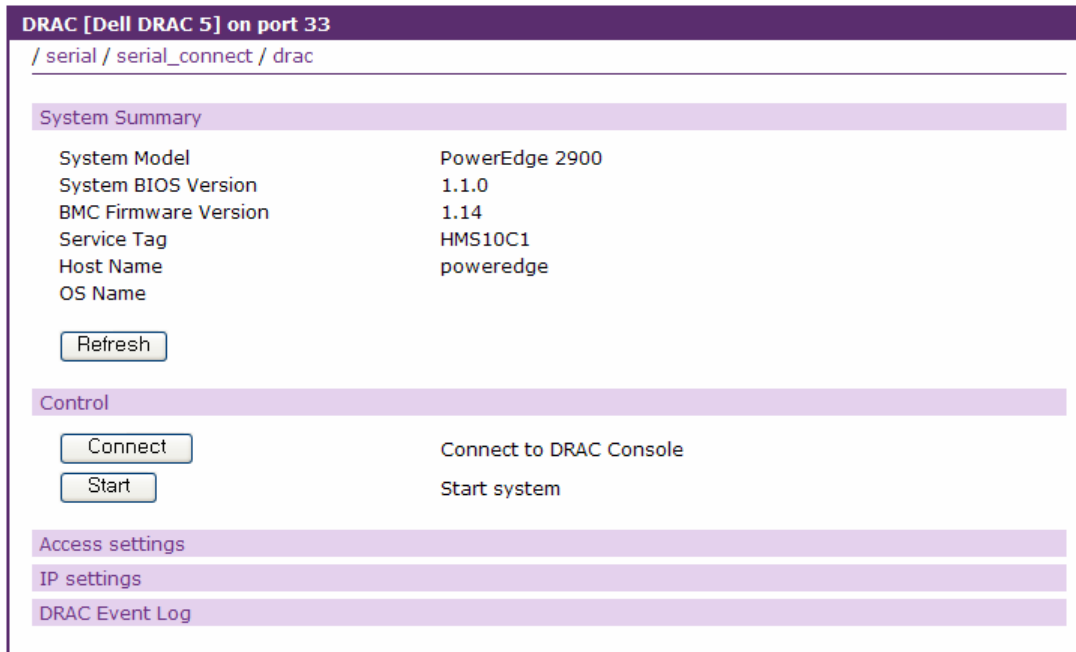 DRAC [Dell DRAC 5] on port 33
/ serial / serial_connect / drac
System Summary
System Model PowerEdge 2900
System BIOS Version 1.1.0
BMC Firmware Version 1.14
Service Tag HMS10C1
Host Name poweredge
OS Name
Refresh
Control
Connect Connect to DRAC Console
Start Start system
Access settings
IP settings
DRAC Event Log